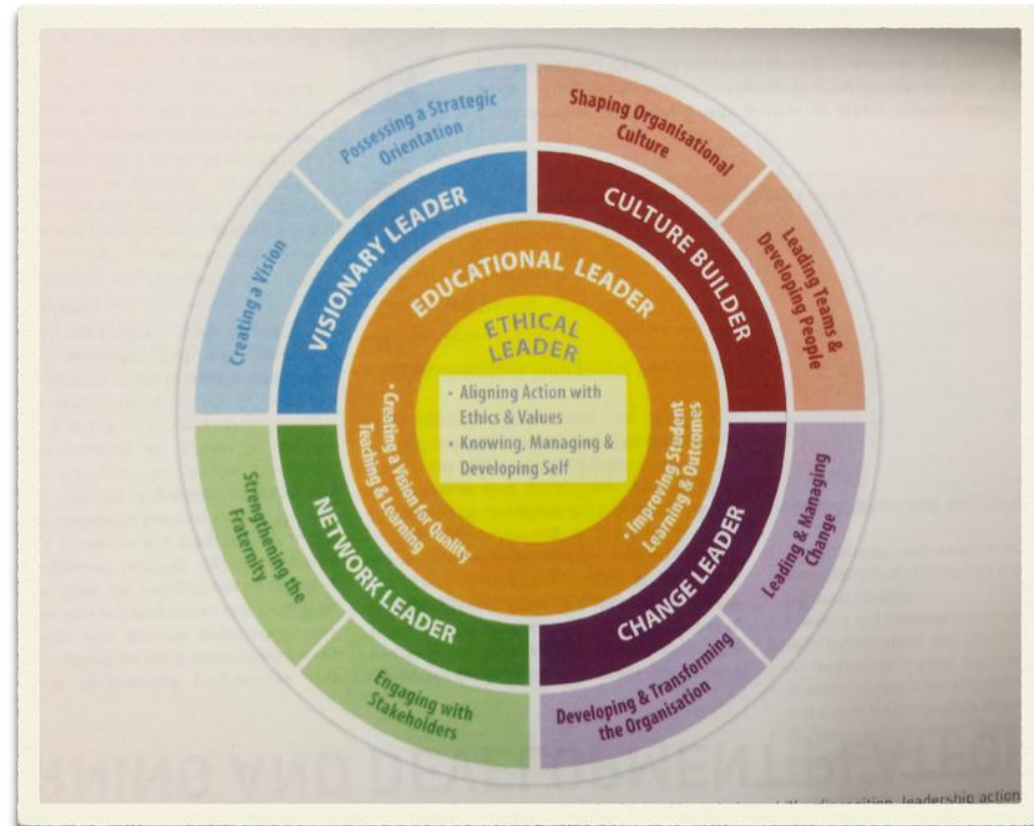 Possessing a Strategic
Orientation
Creating a Vision
VISIONARY LEADER
Shaping Organisational
Culture
Leading Teams &
Developing People
CULTURE BUILDER
EDUCATIONAL LEADER
• Creating a Vision for Quality
Teaching & Learning
• Improving Student
Learning & Outcomes
ETHICAL
LEADER
• Aligning Action with
Ethics & Values
• Knowing, Managing &
Developing Self
NETWORK LEADER
Strengthening the
Fraternity
Engaging with
Stakeholders
CHANGE LEADER
Leading & Managing
Change
Developing & Transforming
the Organisation
leadership action